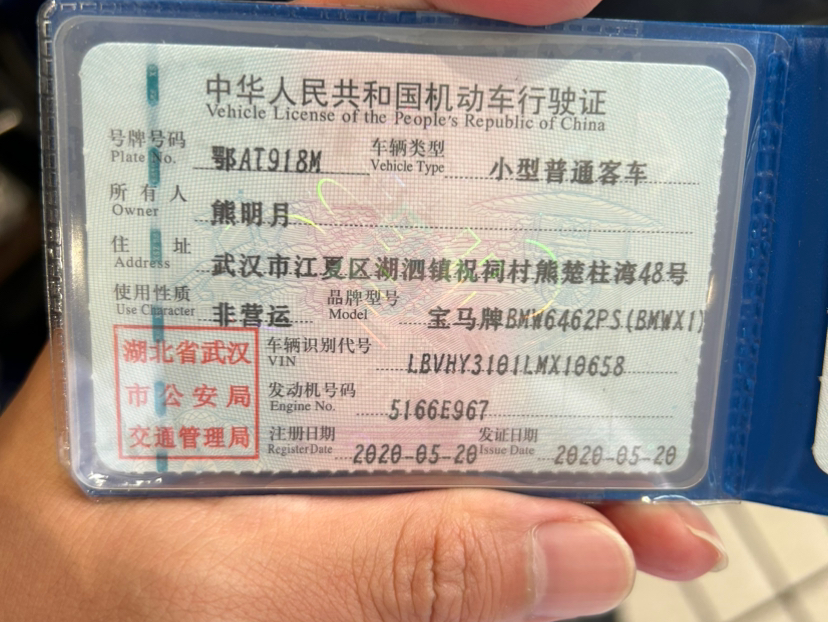 中华人民共和国机动车行驶证
Vehicle License of the People's Republic of China
号牌号码 鄂AT918M 车辆类型 小型普通客车
Plate No. Vehicle Type
所有人 熊明月
Owner
住址 武汉市江夏区湖泗镇祝祠村熊楚柱湾48号
Address
使用性质 非营运 品牌型号 宝马牌BMW6462PS(BMWX1)
Use Character Model
湖北省武汉
市公安局
交通管理局
车辆识别代号 LBVHY3101LMX10658
VIN
发动机号码 5166E967
Engine No.
注册日期 2020-05-20 发证日期 2020-05-20
Register Date Issue Date